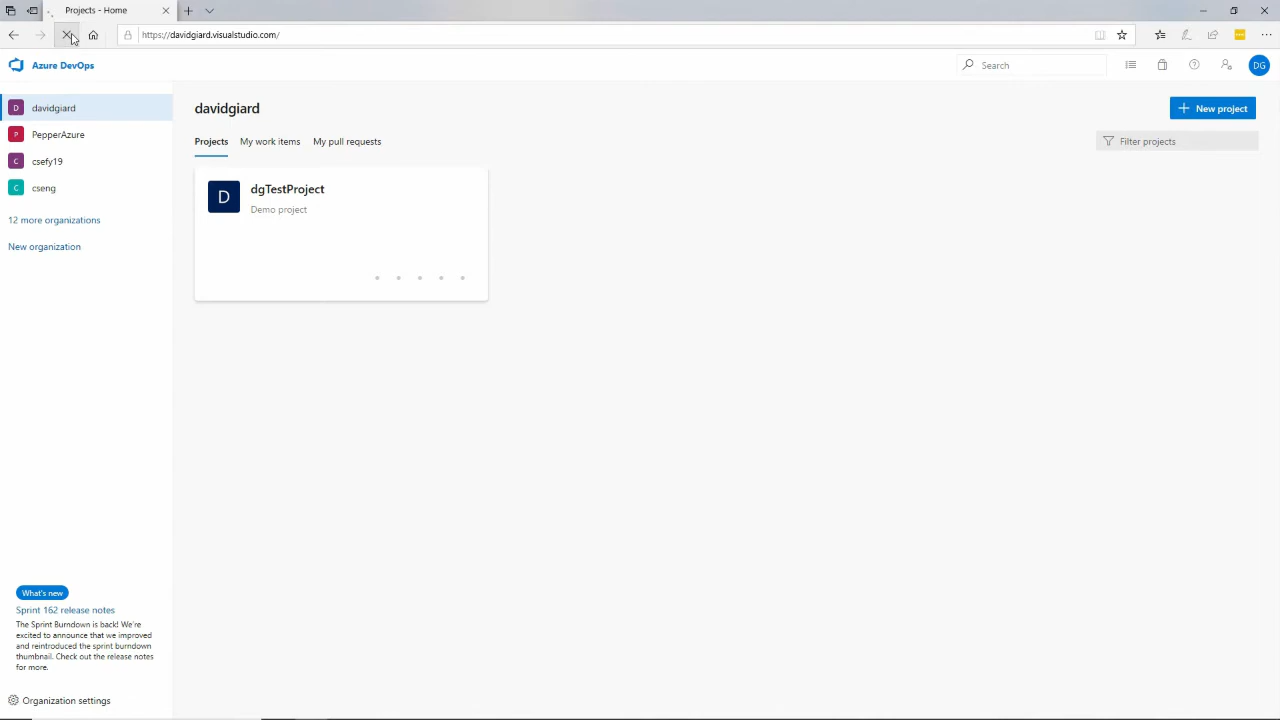 Projects - Home
https://davidgiard.visualstudio.com/
Azure DevOps
Search
DG
D davidgiard
P PepperAzure
C csefy19
C cseng
12 more organizations
New organization
davidgiard
New project
Projects My work items My pull requests
Filter projects
D dgTestProject
Demo project
What's new
Sprint 162 release notes
The Sprint Burndown is back! We're
excited to announce that we improved
and reintroduced the sprint burndown
thumbnail. Check out the release notes
for more.
Organization settings